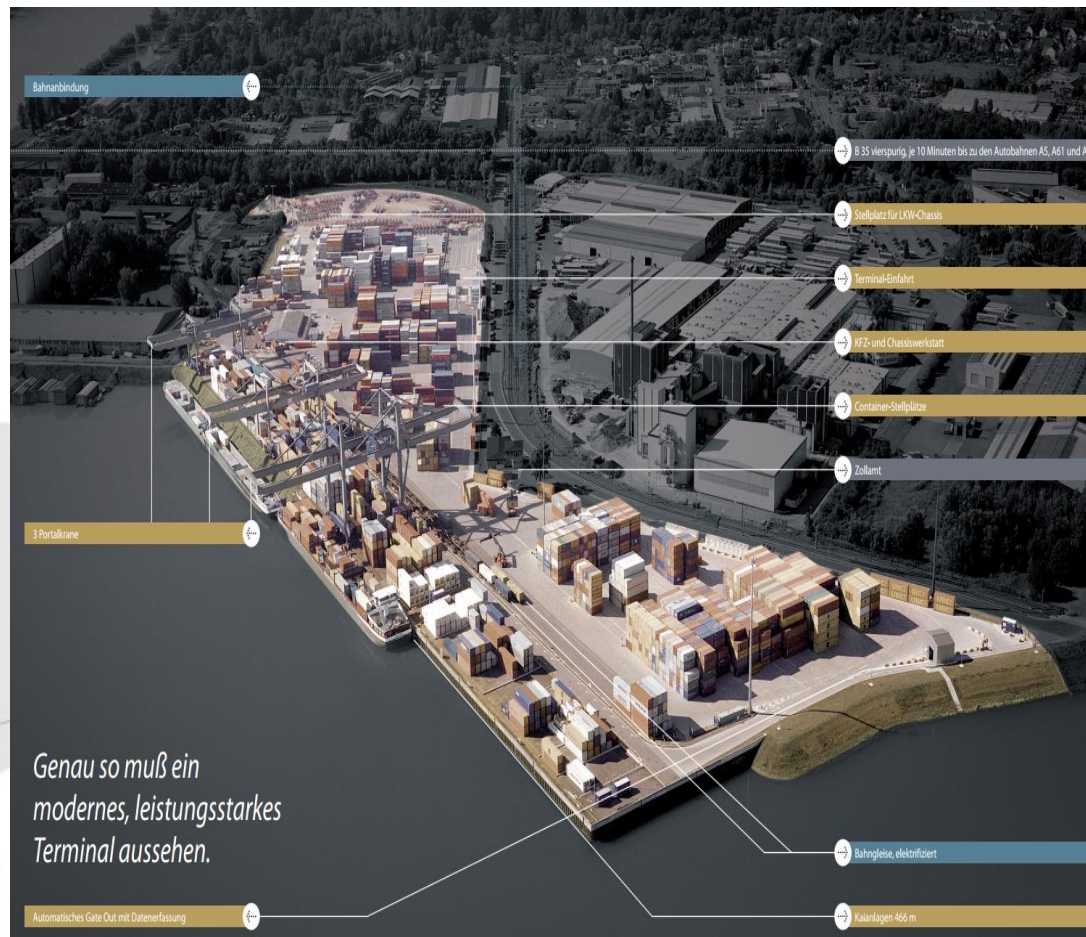 Bahnanbindung
B 35 vierspurig, je 10 Minuten bis zu den Autobahnen A5, A61 und A
Stellplatz für LKW-Chassis
Terminal-Einfahrt
KFZ- und Chassiswerkstatt
Container-Stellplätze
Zollamt
3 Portalkrane
Genau so muß ein
modernes, leistungsstarkes
Terminal aussehen.
Bahngleise, elektrifiziert
Automatisches Gate Out mit Datenerfassung
Kaianlagen 466 m